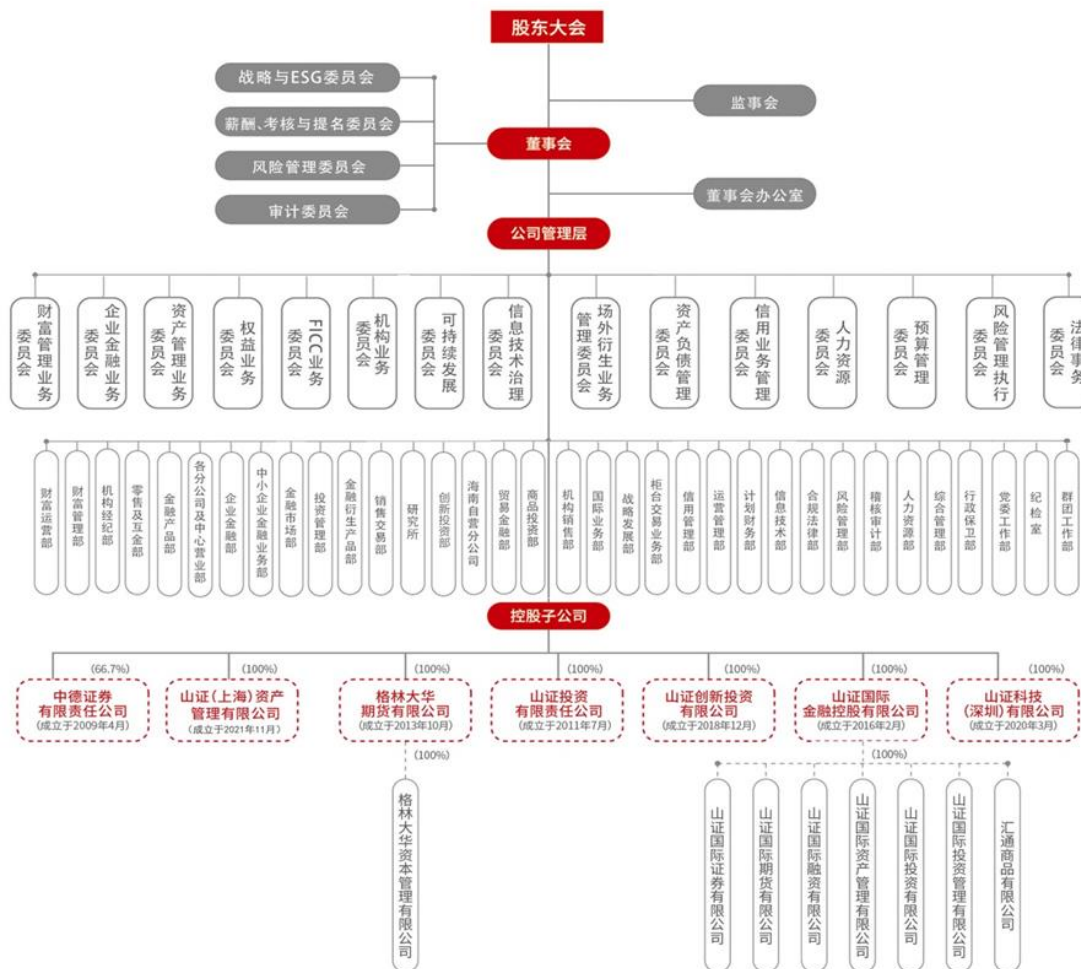 股东大会
战略与ESG委员会
监事会
薪酬、考核与提名委员会
董事会
风险管理委员会
董事会办公室
审计委员会
公司管理层
财富管理业务
委员会
企业金融业务
委员会
资产管理业务
委员会
权益业务
委员会
FICC业务
委员会
机构业务
委员会
可持续发展
委员会
信息技术治理
委员会
场外衍生业务
管理委员会
资产负债管理
委员会
信用业务管理
委员会
人力资源
委员会
预算管理
委员会
风险管理执行
委员会
法律事务
委员会
财富运营部
财富管理部
机构经纪部
零售及互金部
金融产品部
各分公司及中心营业部
企业金融部
中小企业金融业务部
金融市场部
投资管理部
金融衍生产品部
销售交易部
研究所
创新投资部
海南自营分公司
贸易金融部
商品投资部
机构销售部
国际业务部
战略发展部
柜台交易业务部
信用管理部
运营管理部
计划财务部
信息技术部
合规法律部
风险管理部
稽核审计部
人力资源部
综合管理部
行政保卫部
党委工作部
纪检室
群团工作部
控股子公司
(66.7%)
(100%)
(100%)
(100%)
(100%)
(100%)
(100%)
中德证券
有限责任公司
(成立于2009年4月)
山证(上海)资产
管理有限公司
(成立于2021年11月)
格林大华
期货有限公司
(成立于2013年10月)
山证投资
有限责任公司
(成立于2011年7月)
山证创新投资
有限公司
(成立于2018年12月)
山证国际
金融控股有限公司
(成立于2016年2月)
山证科技
(深圳)有限公司
(成立于2020年3月)
(100%)
(100%)
格林大华资本管理有限公司
山证国际证券有限公司
山证国际期货有限公司
山证国际融资有限公司
山证国际资产管理有限公司
山证国际投资有限公司
山证国际投资管理有限公司
汇通商品有限公司